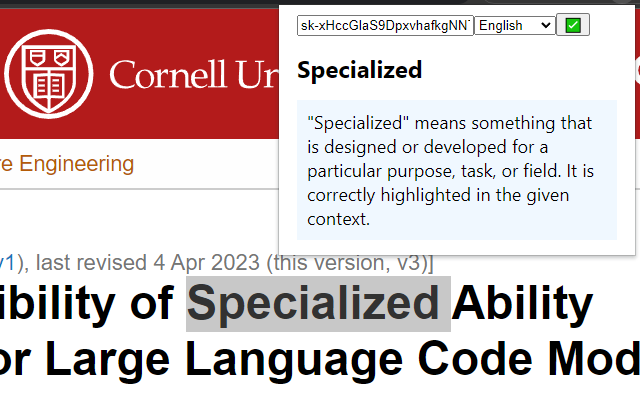 sk-xHccGlaS9DpxvhafkgNN
English
Specialized
"Specialized" means something that
is designed or developed for a
particular purpose, task, or field. It is
correctly highlighted in the given
context.
Cornell Un
re Engineering
v1), last revised 4 Apr 2023 (this version, v3)]
ibility of Specialized Ability
or Large Language Code Mod